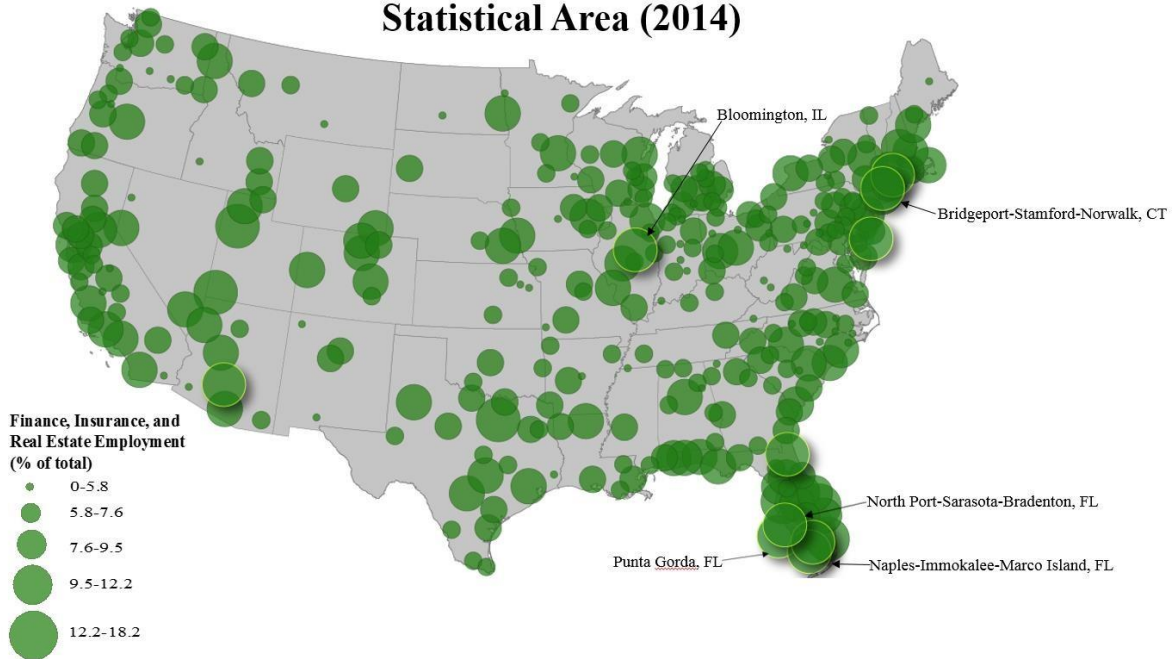 Statistical Area (2014)
Bloomington, IL
Bridgeport-Stamford-Norwalk, CT
Finance, Insurance, and
Real Estate Employment
(% of total)
0-5.8
5.8-7.6
7.6-9.5
9.5-12.2
12.2-18.2
North Port-Sarasota-Bradenton, FL
Punta Gorda, FL
Naples-Immokalee-Marco Island, FL